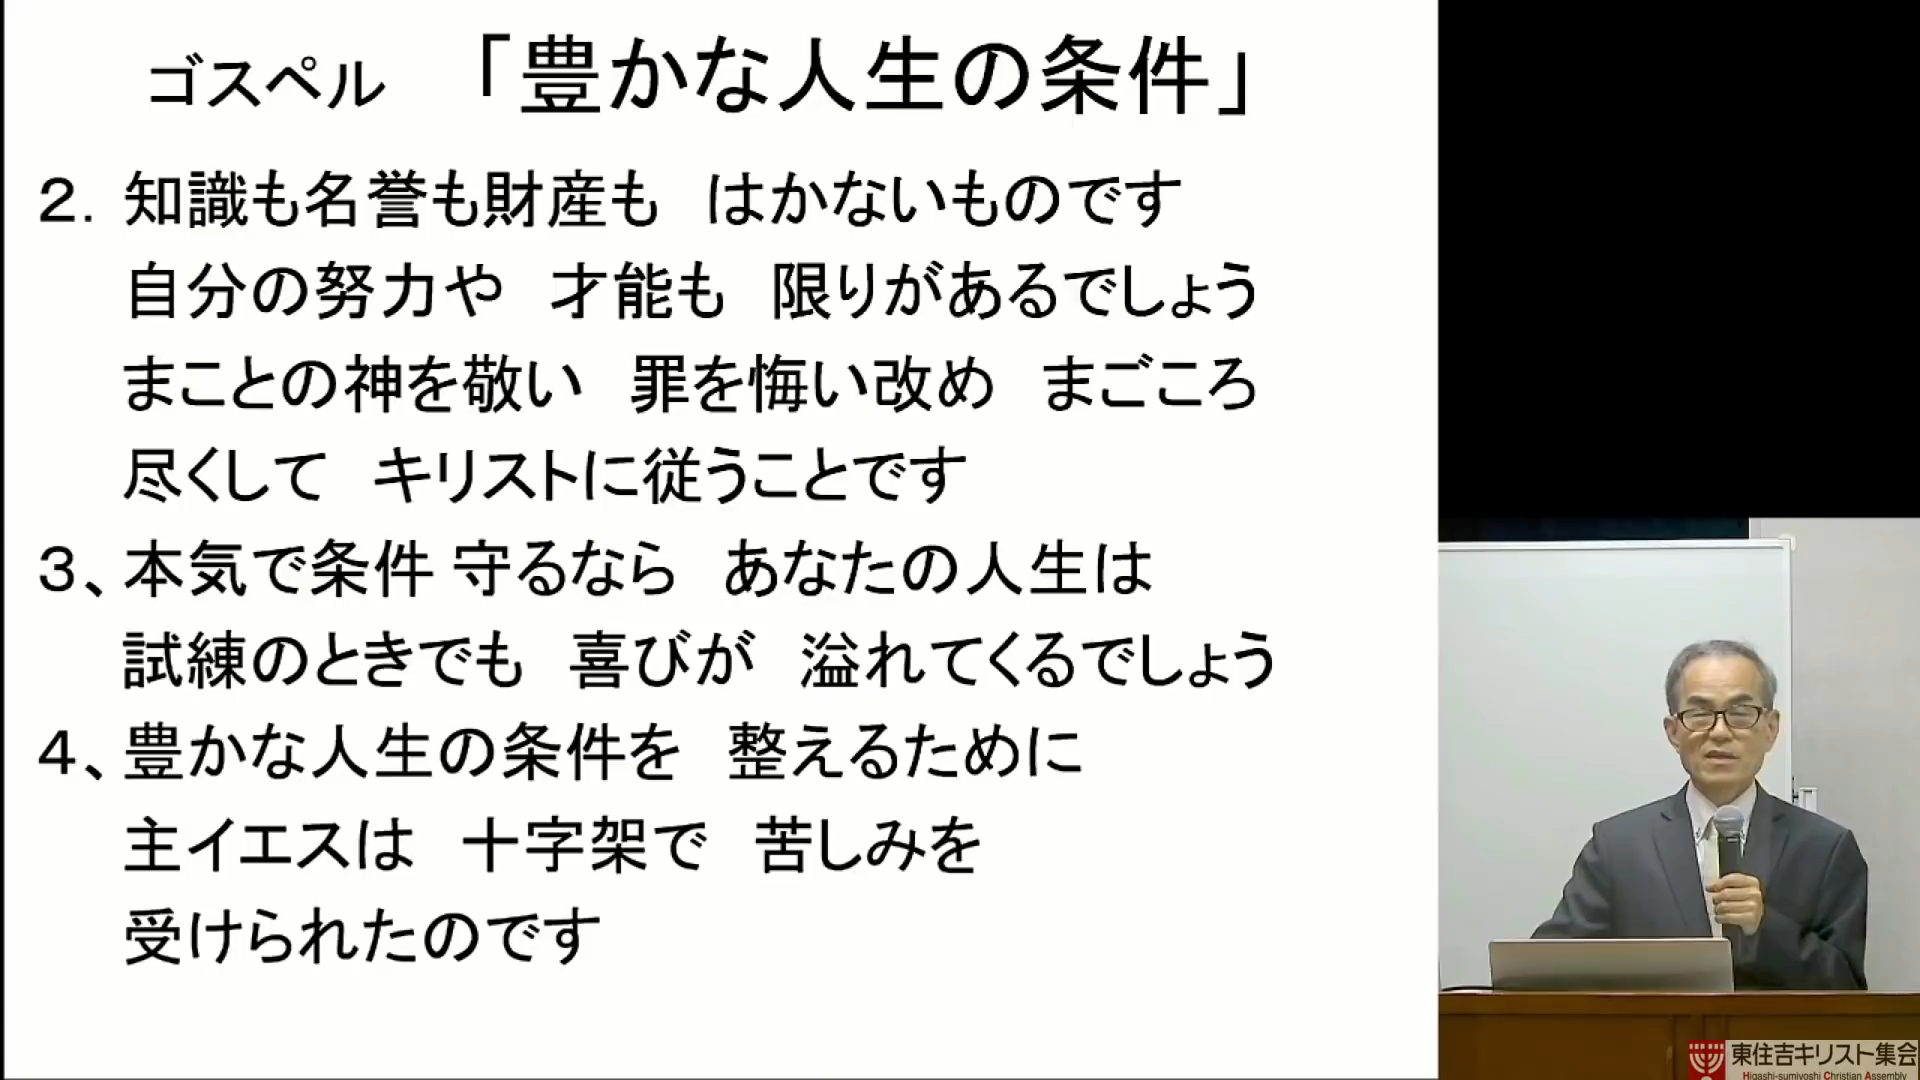 ゴスペル 「豊かな人生の条件」
２．知識も名誉も財産も はかないものです
自分の努力や 才能も 限りがあるでしょう
まことの神を敬い 罪を悔い改め まごころ
尽くして キリストに従うことです
３、本気で条件 守るなら あなたの人生は
試練のときでも 喜びが 溢れてくるでしょう
４、豊かな人生の条件を 整えるために
主イエスは 十字架で 苦しみを
受けられたのです
東住吉キリスト集会
Higashi-sumiyoshi Christian Assembly